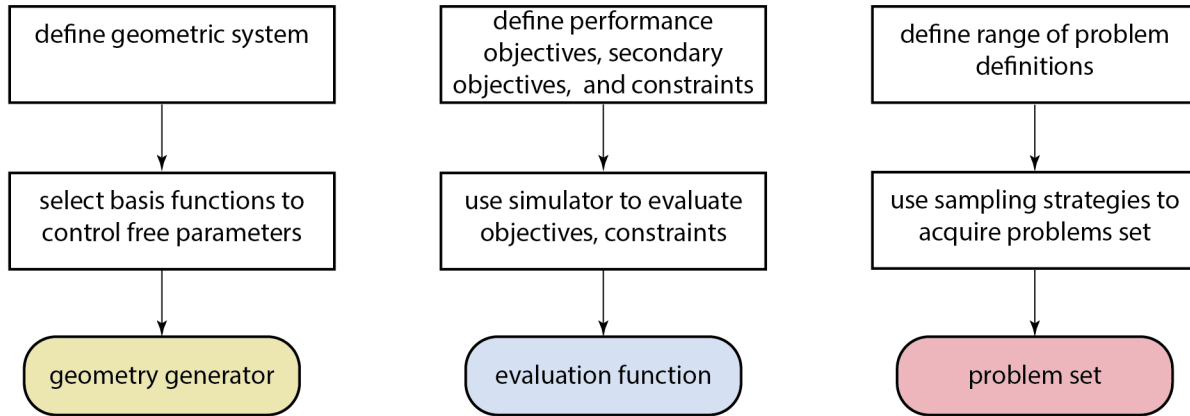 define geometric system
select basis functions to
control free parameters
geometry generator
define performance
objectives, secondary
objectives, and constraints
use simulator to evaluate
objectives, constraints
evaluation function
define range of problem
definitions
use sampling strategies to
acquire problems set
problem set